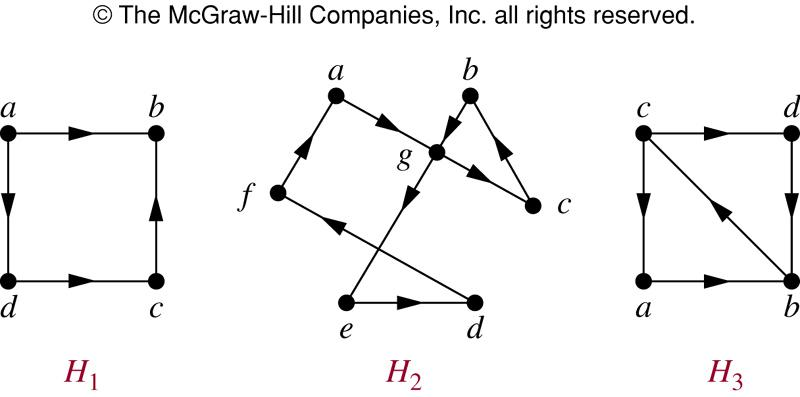 © The McGraw-Hill Companies, Inc. all rights reserved.
a b
d c
H1
a b
g
f c
e d
H2
c d
a b
H3